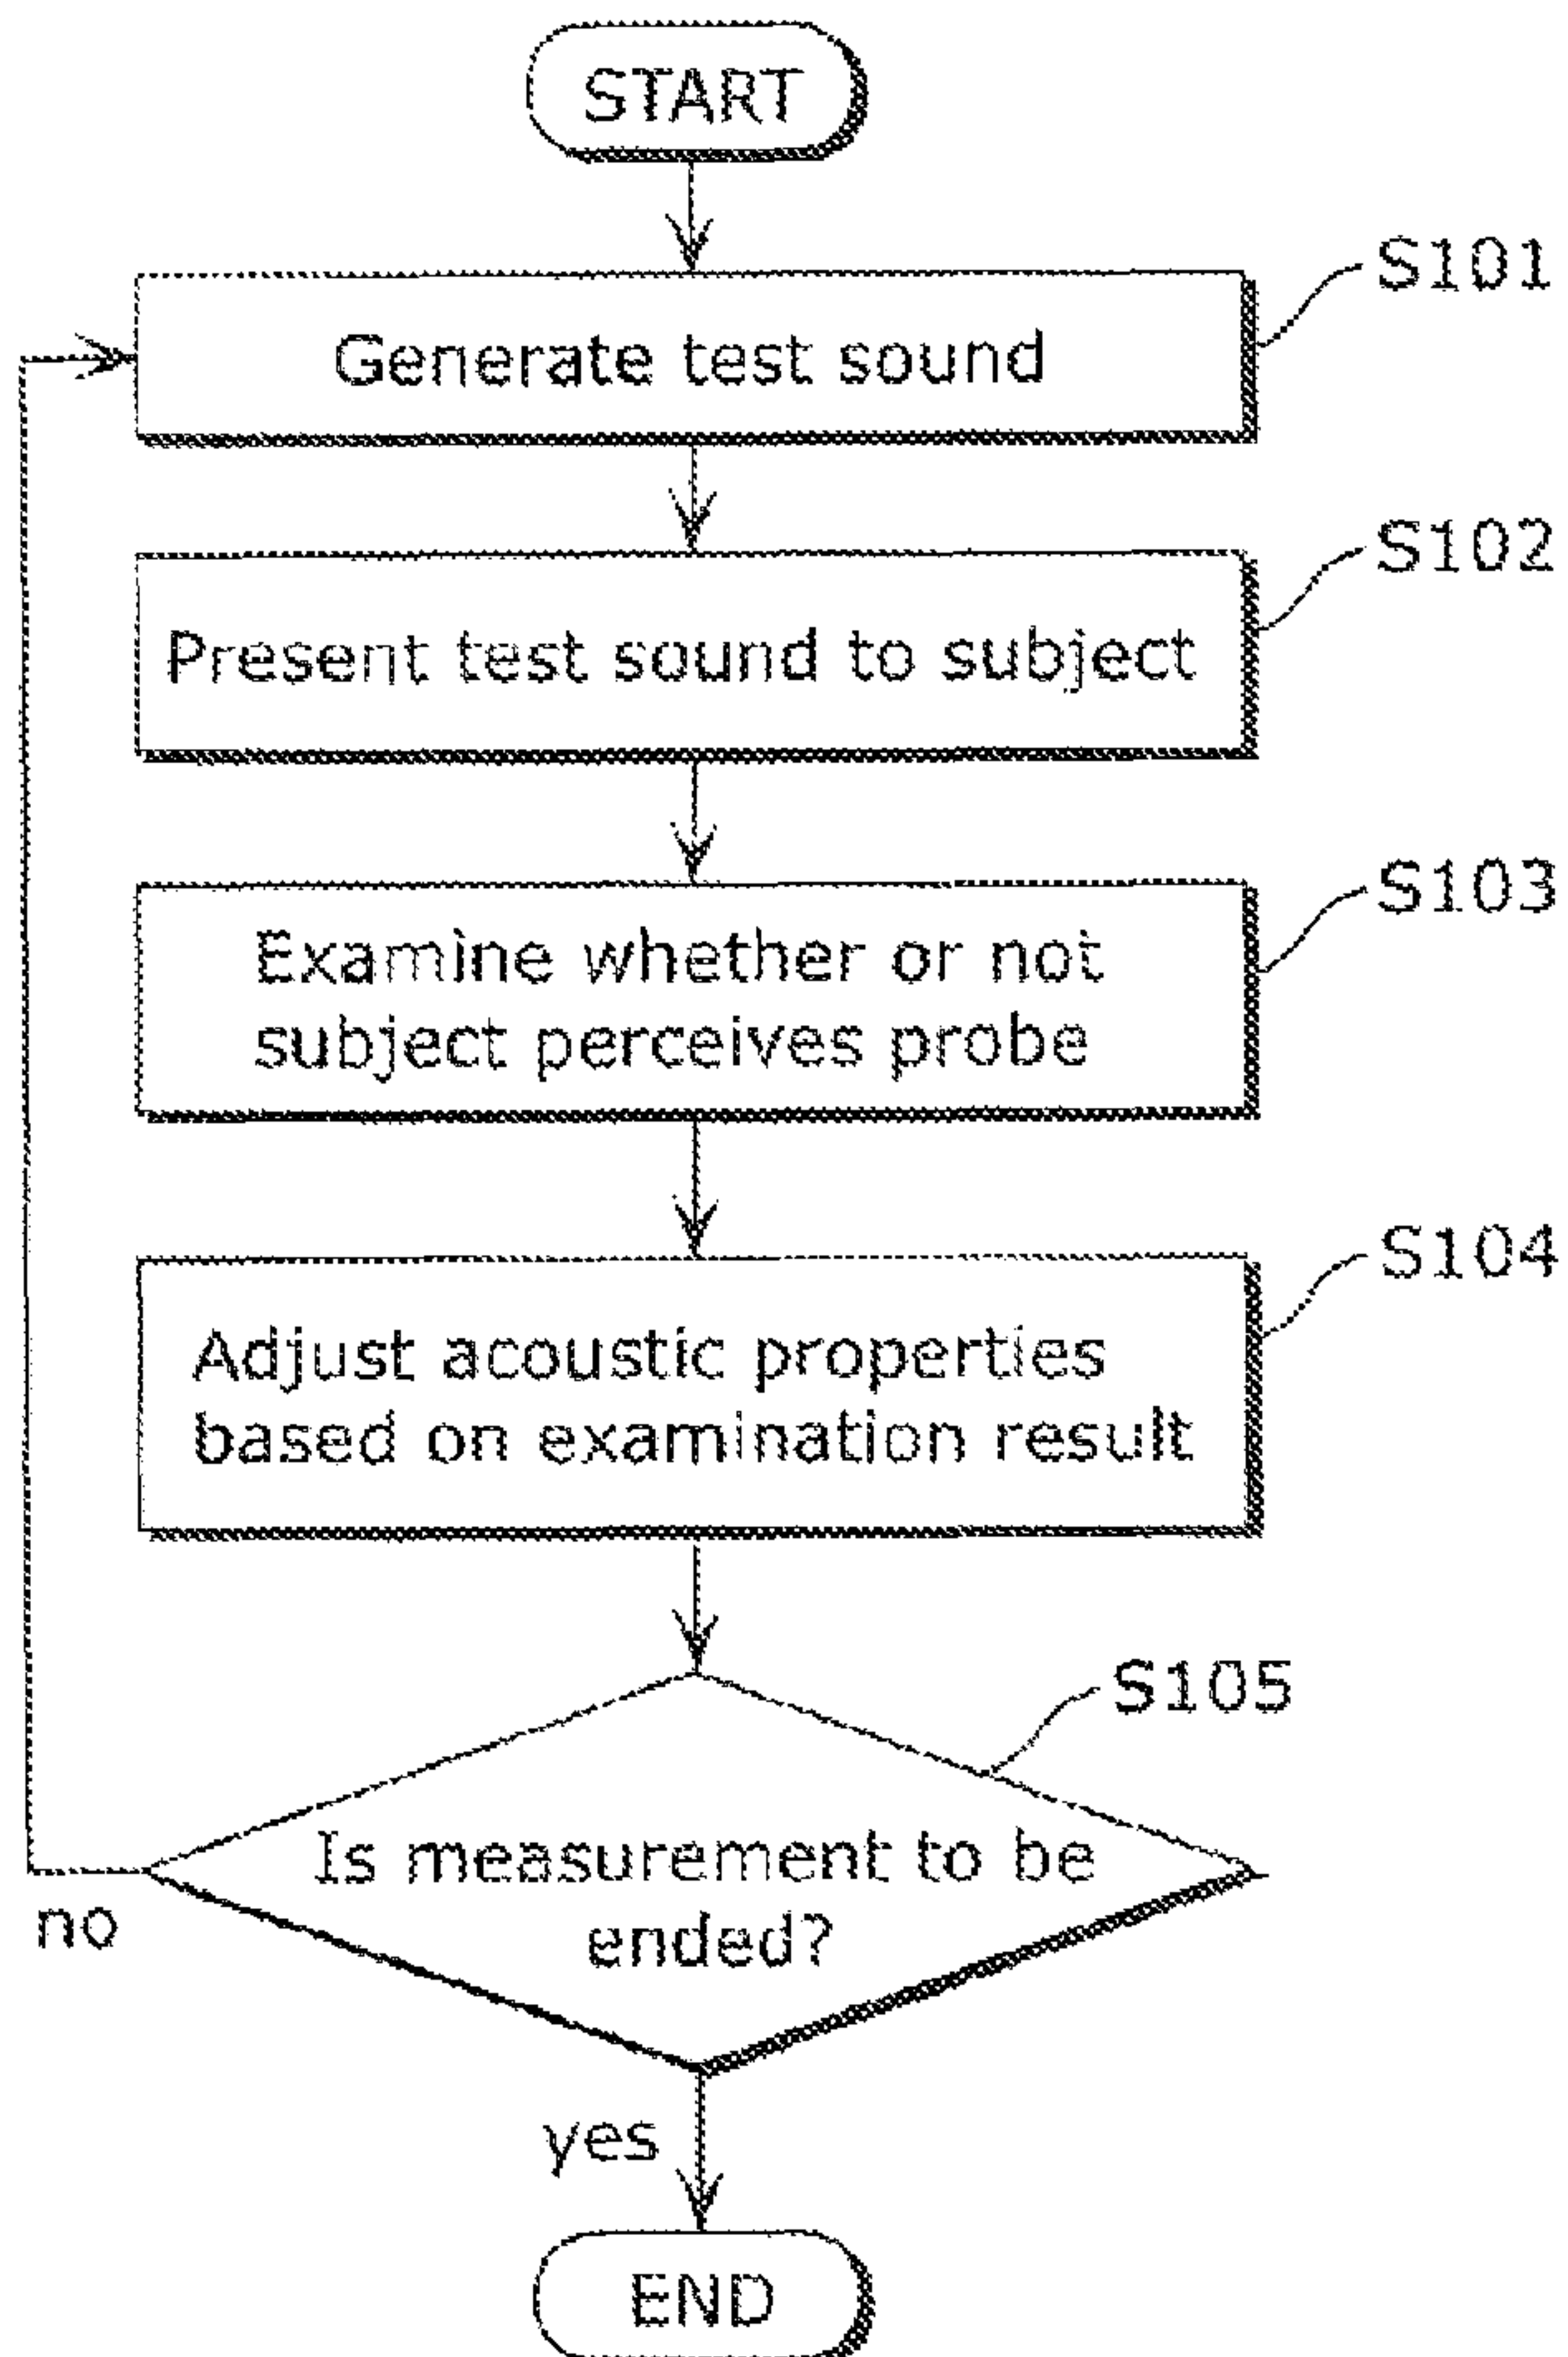 START
S101
Generate test sound
S102
Present test sound to subject
S103
Examine whether or not
subject perceives probe
S104
Adjust acoustic properties
based on examination result
S105
Is measurement to be
ended?
no
yes
END